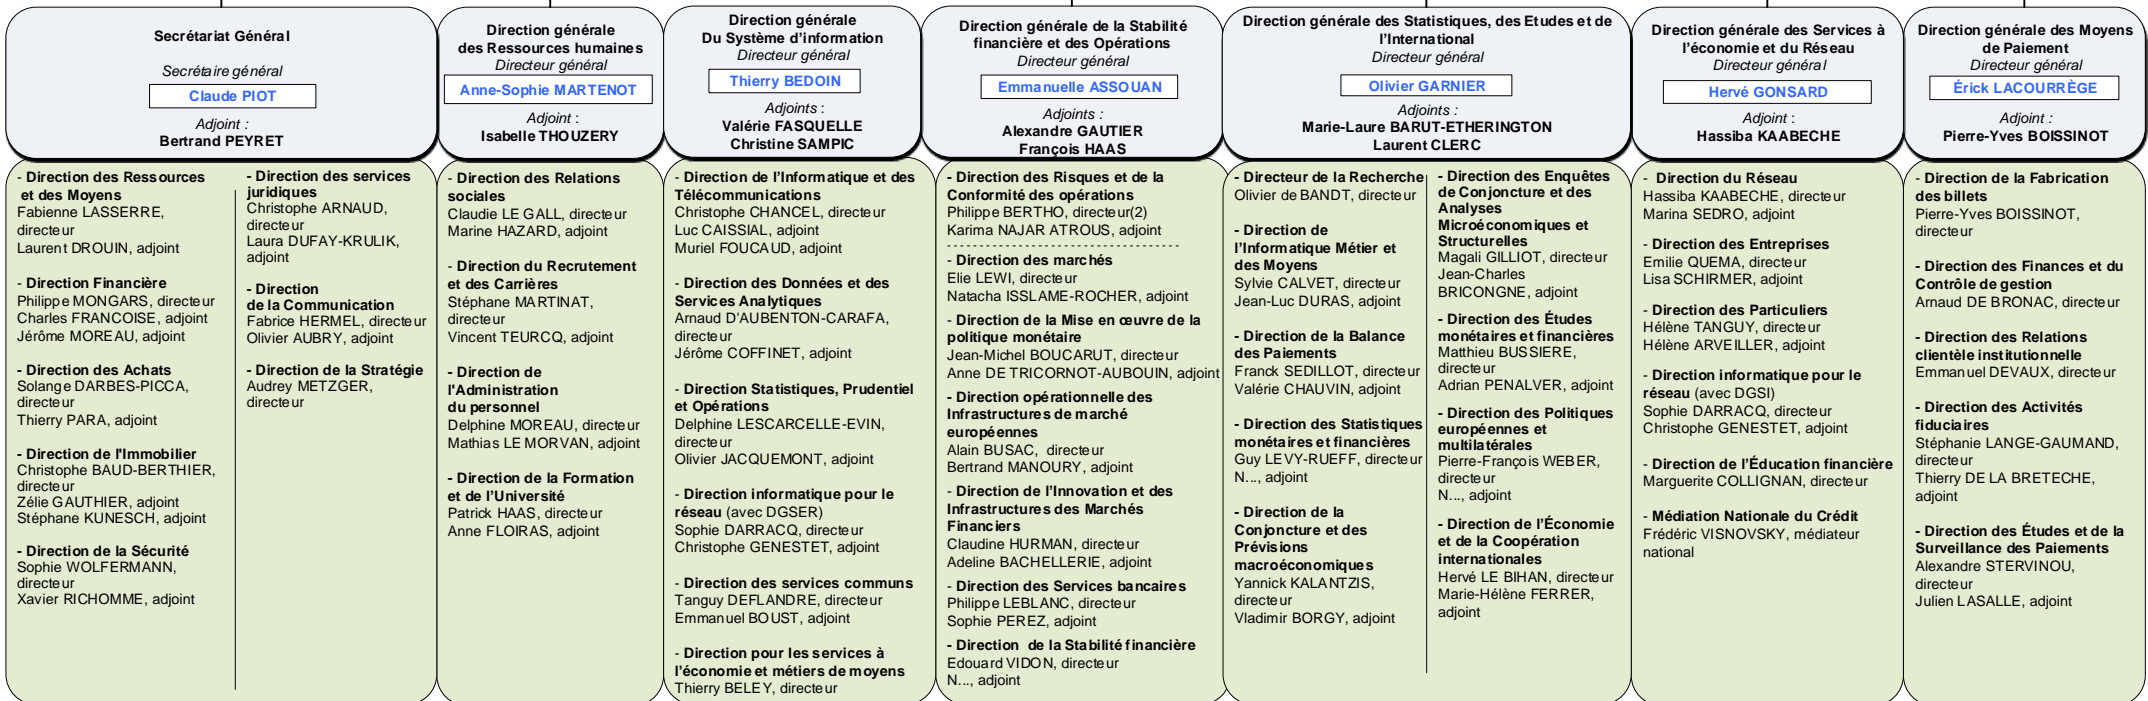 Secrétariat Général
Secrétaire général
Claude PIOT
Adjoint :
Bertrand PEYRET
- Direction des Ressources
et des Moyens
Fabienne LASSERRE,
directeur
Laurent DROUIN, adjoint
- Direction Financière
Philippe MONGARS, directeur
Charles FRANCOISE, adjoint
Jérôme MOREAU, adjoint
- Direction des Achats
Solange DARBES-PICCA,
directeur
Thierry PARA, adjoint
- Direction de l'Immobilier
Christophe BAUD-BERTHIER,
directeur
Zélie GAUTHIER, adjoint
Stéphane KUNESCH, adjoint
- Direction de la Sécurité
Sophie WOLFERMANN,
directeur
Xavier RICHOMME, adjoint
- Direction des services
juridiques
Christophe ARNAUD,
directeur
Laura DUFAY-KRULIK,
adjoint
- Direction
de la Communication
Fabrice HERMEL, directeur
Olivier AUBRY, adjoint
- Direction de la Stratégie
Audrey METZGER,
directeur
Direction générale
des Ressources humaines
Directeur général
Anne-Sophie MARTENOT
Adjoint :
Isabelle THOUZERY
- Direction des Relations
sociales
Claudie LE GALL, directeur
Marine HAZARD, adjoint
- Direction du Recrutement
et des Carrières
Stéphane MARTINAT,
directeur
Vincent TEURCQ, adjoint
- Direction de
l'Administration
du personnel
Delphine MOREAU, directeur
Mathias LE MORVAN, adjoint
- Direction de la Formation
et de l'Université
Patrick HAAS, directeur
Anne FLOIRAS, adjoint
Direction générale
Du Système d'information
Directeur général
Thierry BEDOIN
Adjoints :
Valérie FASQUELLE
Christine SAMPIC
- Direction de l'Informatique et des
Télécommunications
Christophe CHANCEL, directeur
Luc CAISSIAL, adjoint
Muriel FOUCAUD, adjoint
- Direction des Données et des
Services Analytiques
Arnaud D'AUBENTON-CARAFA,
directeur
Jérôme COFFINET, adjoint
- Direction Statistiques, Prudentiel
et Opérations
Delphine LESCARCELLE-EVIN,
directeur
Olivier JACQUEMONT, adjoint
- Direction informatique pour le
réseau (avec DGSER)
Sophie DARRACQ, directeur
Christophe GENESTET, adjoint
- Direction des services communs
Tanguy DEFLANDRE, directeur
Emmanuel BOUST, adjoint
- Direction pour les services à
l'économie et métiers de moyens
Thierry BELEY, directeur
Direction générale de la Stabilité
financière et des Opérations
Directeur général
Emmanuelle ASSOUAN
Adjoints :
Alexandre GAUTIER
François HAAS
- Direction des Risques et de la
Conformité des opérations
Philippe BERTHO, directeur(2)
Karima NAJAR ATROUS, adjoint
- Direction des marchés
Elie LEWI, directeur
Natacha ISSLAME-ROCHER, adjoint
- Direction de la Mise en œuvre de la
politique monétaire
Jean-Michel BOUCARUT, directeur
Anne DE TRICORNOT-AUBOUIN, adjoint
- Direction opérationnelle des
Infrastructures de marché
européennes
Alain BUSAC, directeur
Bertrand MANOURY, adjoint
- Direction de l'Innovation et des
Infrastructures des Marchés
Financiers
Claudine HURMAN, directeur
Adeline BACHELLERIE, adjoint
- Direction des Services bancaires
Philippe LEBLANC, directeur
Sophie PEREZ, adjoint
- Direction de la Stabilité financière
Edouard VIDON, directeur
N..., adjoint
Direction générale des Statistiques, des Etudes et de
l'International
Directeur général
Olivier GARNIER
Adjoints :
Marie-Laure BARUT-ETHERINGTON
Laurent CLERC
- Directeur de la Recherche
Olivier de BANDT, directeur
- Direction de
l'Informatique Métier et
des Moyens
Sylvie CALVET, directeur
Jean-Luc DURAS, adjoint
- Direction de la Balance
des Paiements
Franck SEDILLOT, directeur
Valérie CHAUVIN, adjoint
- Direction des Statistiques
monétaires et financières
Guy LEVY-RUEFF, directeur
N..., adjoint
- Direction de la
Conjoncture et des
Prévisions
macroéconomiques
Yannick KALANTZIS,
directeur
Vladimir BORGY, adjoint
- Direction des Enquêtes
de Conjoncture et des
Analyses
Microéconomiques et
Structurelles
Magali GILLIOT, directeur
Jean-Charles
BRICONGNE, adjoint
- Direction des Études
monétaires et financières
Matthieu BUSSIERE,
directeur
Adrian PENALVER, adjoint
- Direction des Politiques
européennes et
multilatérales
Pierre-François WEBER,
directeur
N..., adjoint
- Direction de l'Économie
et de la Coopération
internationales
Hervé LE BIHAN, directeur
Marie-Hélène FERRER,
adjoint
Direction générale des Services à
l'économie et du Réseau
Directeur général
Hervé GONSARD
Adjoint :
Hassiba KAABECHE
- Direction du Réseau
Hassiba KAABECHE, directeur
Marina SEDRO, adjoint
- Direction des Entreprises
Emilie QUEMA, directeur
Lisa SCHIRMER, adjoint
- Direction des Particuliers
Hélène TANGUY, directeur
Hélène ARVEILLER, adjoint
- Direction informatique pour le
réseau (avec DGSI)
Sophie DARRACQ, directeur
Christophe GENESTET, adjoint
- Direction de l'Éducation financière
Marguerite COLLIGNAN, directeur
- Médiation Nationale du Crédit
Frédéric VISNOVSKY, médiateur
national
Direction générale des Moyens
de Paiement
Directeur général
Érick LACOURRÈGE
Adjoint :
Pierre-Yves BOISSINOT
- Direction de la Fabrication
des billets
Pierre-Yves BOISSINOT,
directeur
- Direction des Finances et du
Contrôle de gestion
Arnaud DE BRONAC, directeur
- Direction des Relations
clientèle institutionnelle
Emmanuel DEVAUX, directeur
- Direction des Activités
fiduciaires
Stéphanie LANGE-GAUMAND,
directeur
Thierry DE LA BRETECHE,
adjoint
- Direction des Études et de la
Surveillance des Paiements
Alexandre STERVINOU,
directeur
Julien LASALLE, adjoint